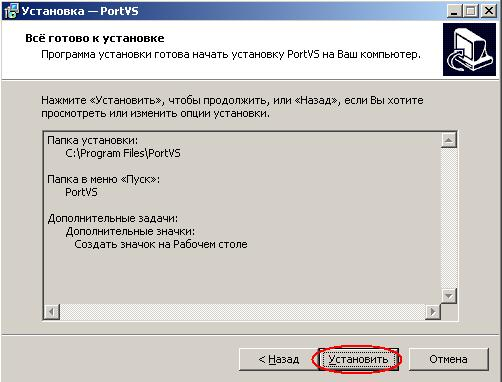 Установка — PortVS
Всё готово к установке
Программа установки готова начать установку PortVS на Ваш компьютер.
Нажмите «Установить», чтобы продолжить, или «Назад», если Вы хотите
просмотреть или изменить опции установки.
Папка установки:
C:\Program Files\PortVS
Папка в меню «Пуск»:
PortVS
Дополнительные задачи:
Дополнительные значки:
Создать значок на Рабочем столе
< Назад
Установить
Отмена